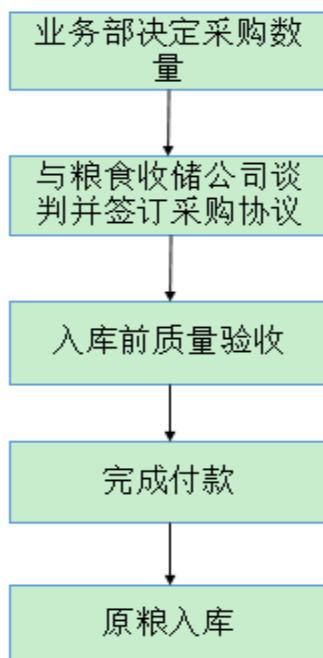 业务部决定采购数
量
与粮食收储公司谈
判并签订采购协议
入库前质量验收
完成付款
原粮入库